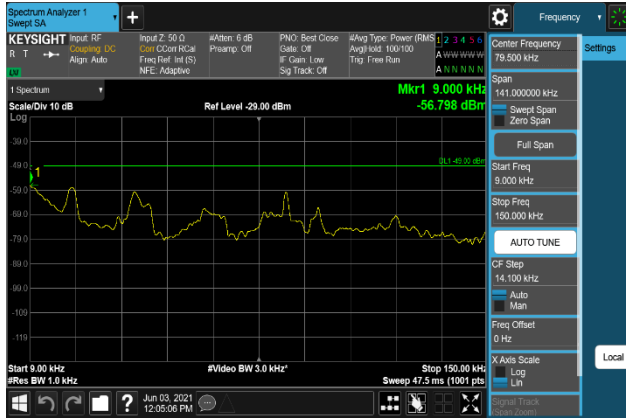 Spectrum Analyzer 1
Swept SA
Frequency
KEYSIGHT
R T
Input: RF
Coupling: DC
Align: Auto
Input Z: 50 Ω
Corr CCorr RCal
Freq Ref: Int (S)
NFE: Adaptive
#Atten: 6 dB
Preamp: Off
PNO: Best Close
Gate: Off
IF Gain: Low
Sig Track: Off
#Avg Type: Power (RMS
Avg|Hold: 100/100
Trig: Free Run
1 2 3 4 5 6
A W W W W W
A N N N N N
1 Spectrum
Scale/Div 10 dB
Ref Level -29.00 dBm
Mkr1 9.000 kHz
-56.798 dBm
Log
-39.0
-49.0
-59.0
-69.0
-79.0
-89.0
-99.0
-109
-119
1
DL1 -49.00 dBm
Start 9.00 kHz
#Res BW 1.0 kHz
#Video BW 3.0 kHz*
Stop 150.00 kHz
Sweep 47.5 ms (1001 pts
Jun 03, 2021
12:05:06 PM
Center Frequency
79.500 kHz
Settings
Span
141.000000 kHz
Swept Span
Zero Span
Full Span
Start Freq
9.000 kHz
Stop Freq
150.000 kHz
AUTO TUNE
CF Step
14.100 kHz
Auto
Man
Freq Offset
0 Hz
X Axis Scale
Log
Lin
Local
Signal Track
(Span Zoom)